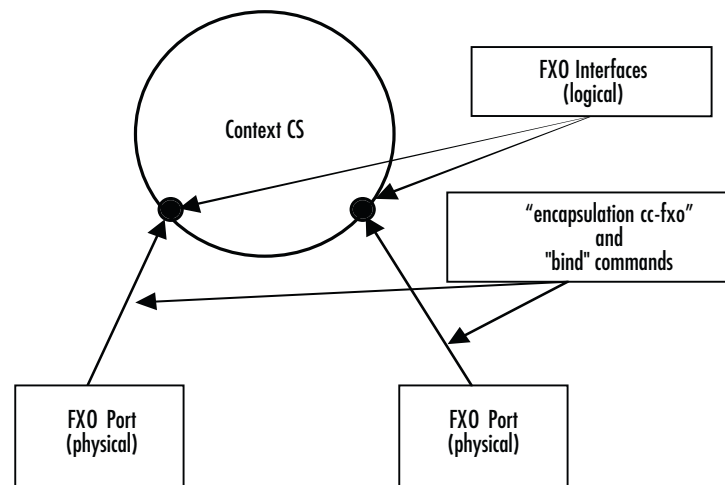 FXO Interfaces
(logical)
Context CS
“encapsulation cc-fxo”
and
"bind" commands
FXO Port
(physical)
FXO Port
(physical)